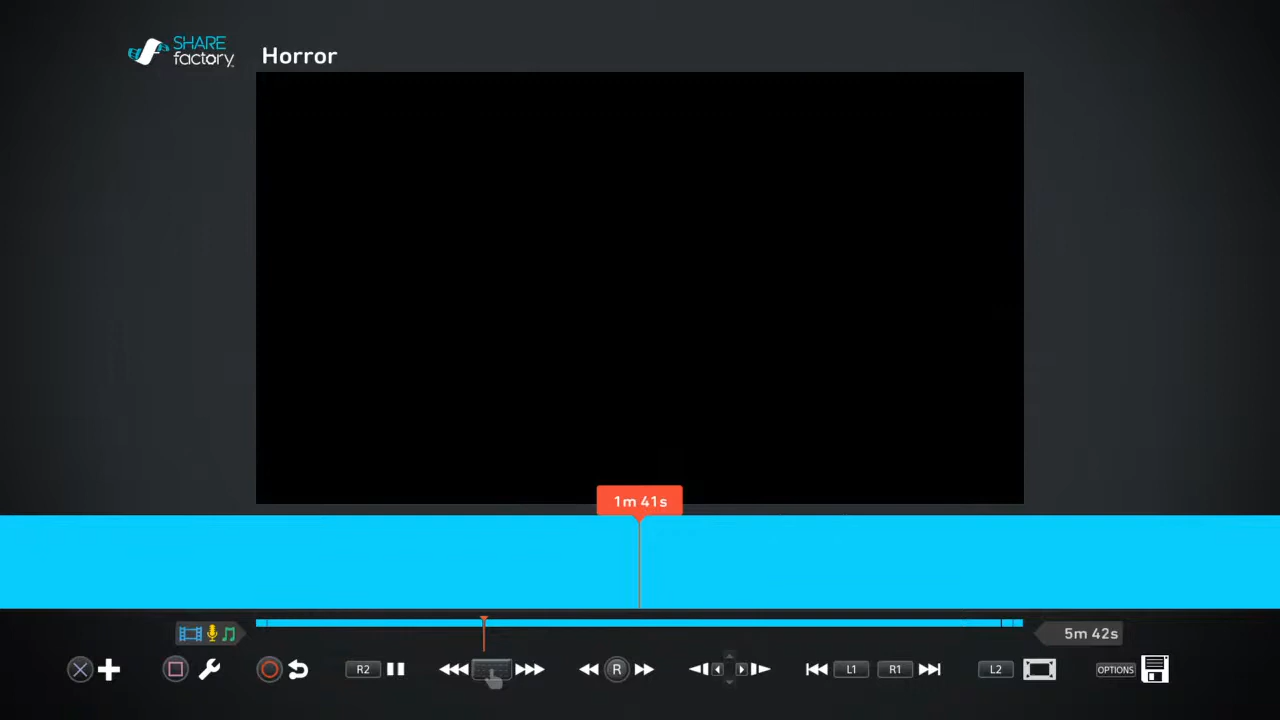 SHARE
factory
Horror
1m 41s
5m 42s
R2
R
L1
R1
L2
OPTIONS